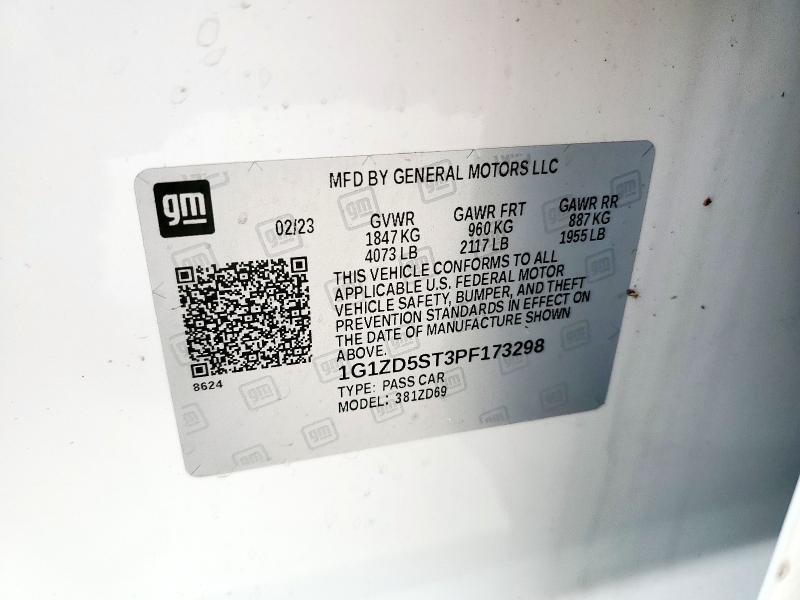 gm
MFD BY GENERAL MOTORS LLC
02/23
GVWR
1847 KG
4073 LB
GAWR FRT
960 KG
2117 LB
GAWR RR
887 KG
1955 LB
THIS VEHICLE CONFORMS TO ALL
APPLICABLE U.S. FEDERAL MOTOR
VEHICLE SAFETY, BUMPER, AND THEFT
PREVENTION STANDARDS IN EFFECT ON
THE DATE OF MANUFACTURE SHOWN
ABOVE.
1G1ZD5ST3PF173298
TYPE: PASS CAR
MODEL: 381ZD69
8624